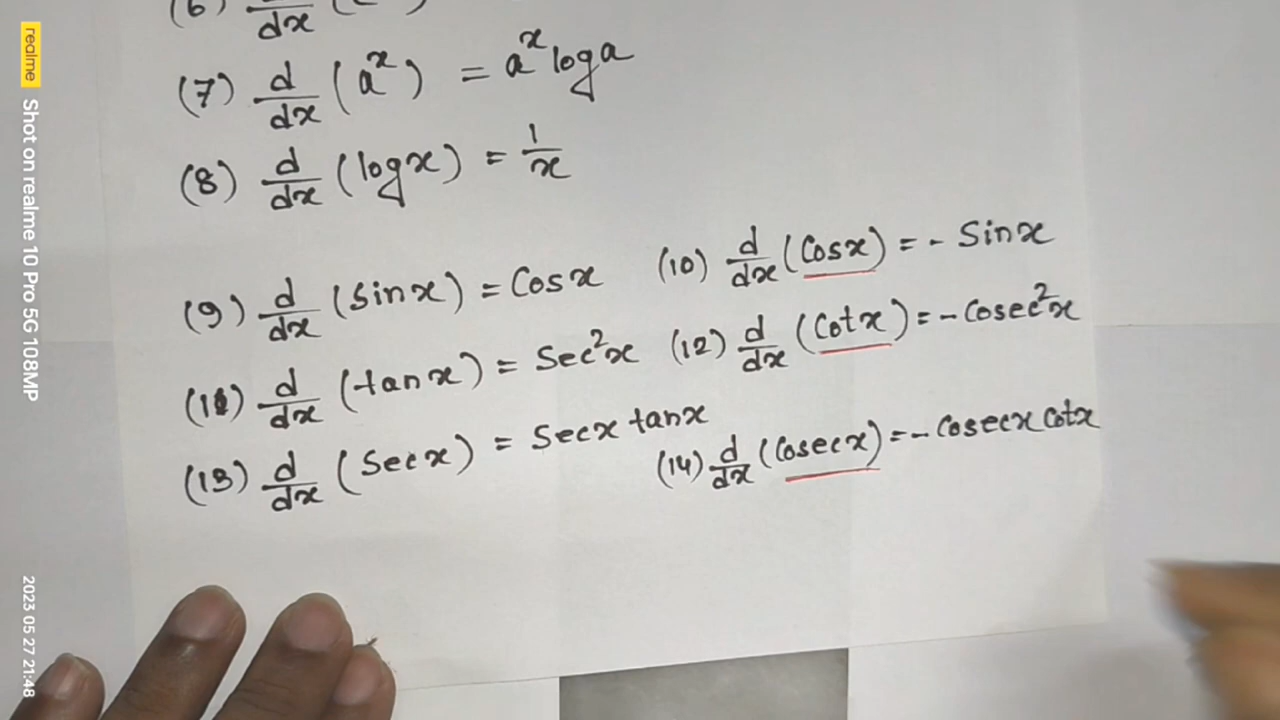 (6) d/dx (
(7) d/dx (a^x) = a^x log a
(8) d/dx (log x) = 1/x
(9) d/dx (Sin x) = Cos x (10) d/dx (Cos x) = - Sin x
(11) d/dx (tan x) = Sec²x (12) d/dx (Cot x) = - Cosec²x
(13) d/dx (Sec x) = Sec x tan x (14) d/dx (Cosec x) = - Cosec x Cot x
realme Shot on realme 10 Pro 5G 108MP
2023 05 27 21:48